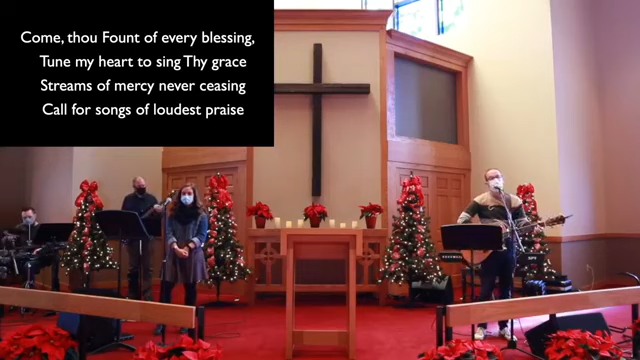 Come, thou Fount of every blessing,
Tune my heart to sing Thy grace
Streams of mercy never ceasing
Call for songs of loudest praise